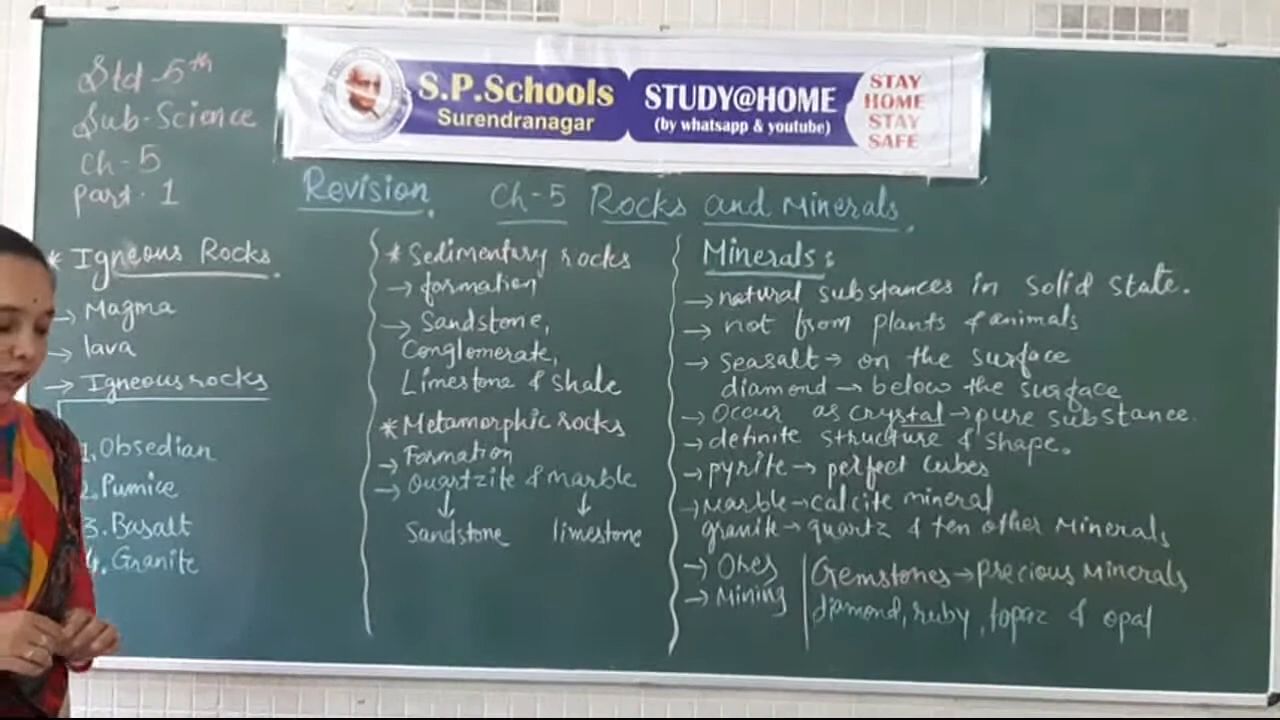 Std-5th
Sub-Science
Ch-5
part-1
S.P.Schools
Surendranagar
STUDY@HOME
(by whatsapp & youtube)
STAY
HOME
STAY
SAFE
Revision. Ch-5 Rocks and Minerals.
* Igneous Rocks.
→ Magma
→ lava
→ Igneous rocks
1. Obsedian
2. Pumice
3. Basalt
4. Granite
* Sedimentary rocks
→ formation
→ Sandstone,
Conglomerate,
Limestone & shale
* Metamorphic rocks
→ Formation
→ Quartzite & marble
↓ ↓
Sandstone limestone
Minerals:
→ natural substances in solid state.
→ not from plants & animals
→ seasalt → on the surface
diamond → below the surface
→ Occur as crystal → pure substance.
→ definite structure & shape.
→ pyrite → perfect cubes
→ Marble → calcite mineral
granite → quartz & ten other Minerals
→ Ores
→ Mining
Gemstones → precious Minerals
diamond, ruby, topaz & opal